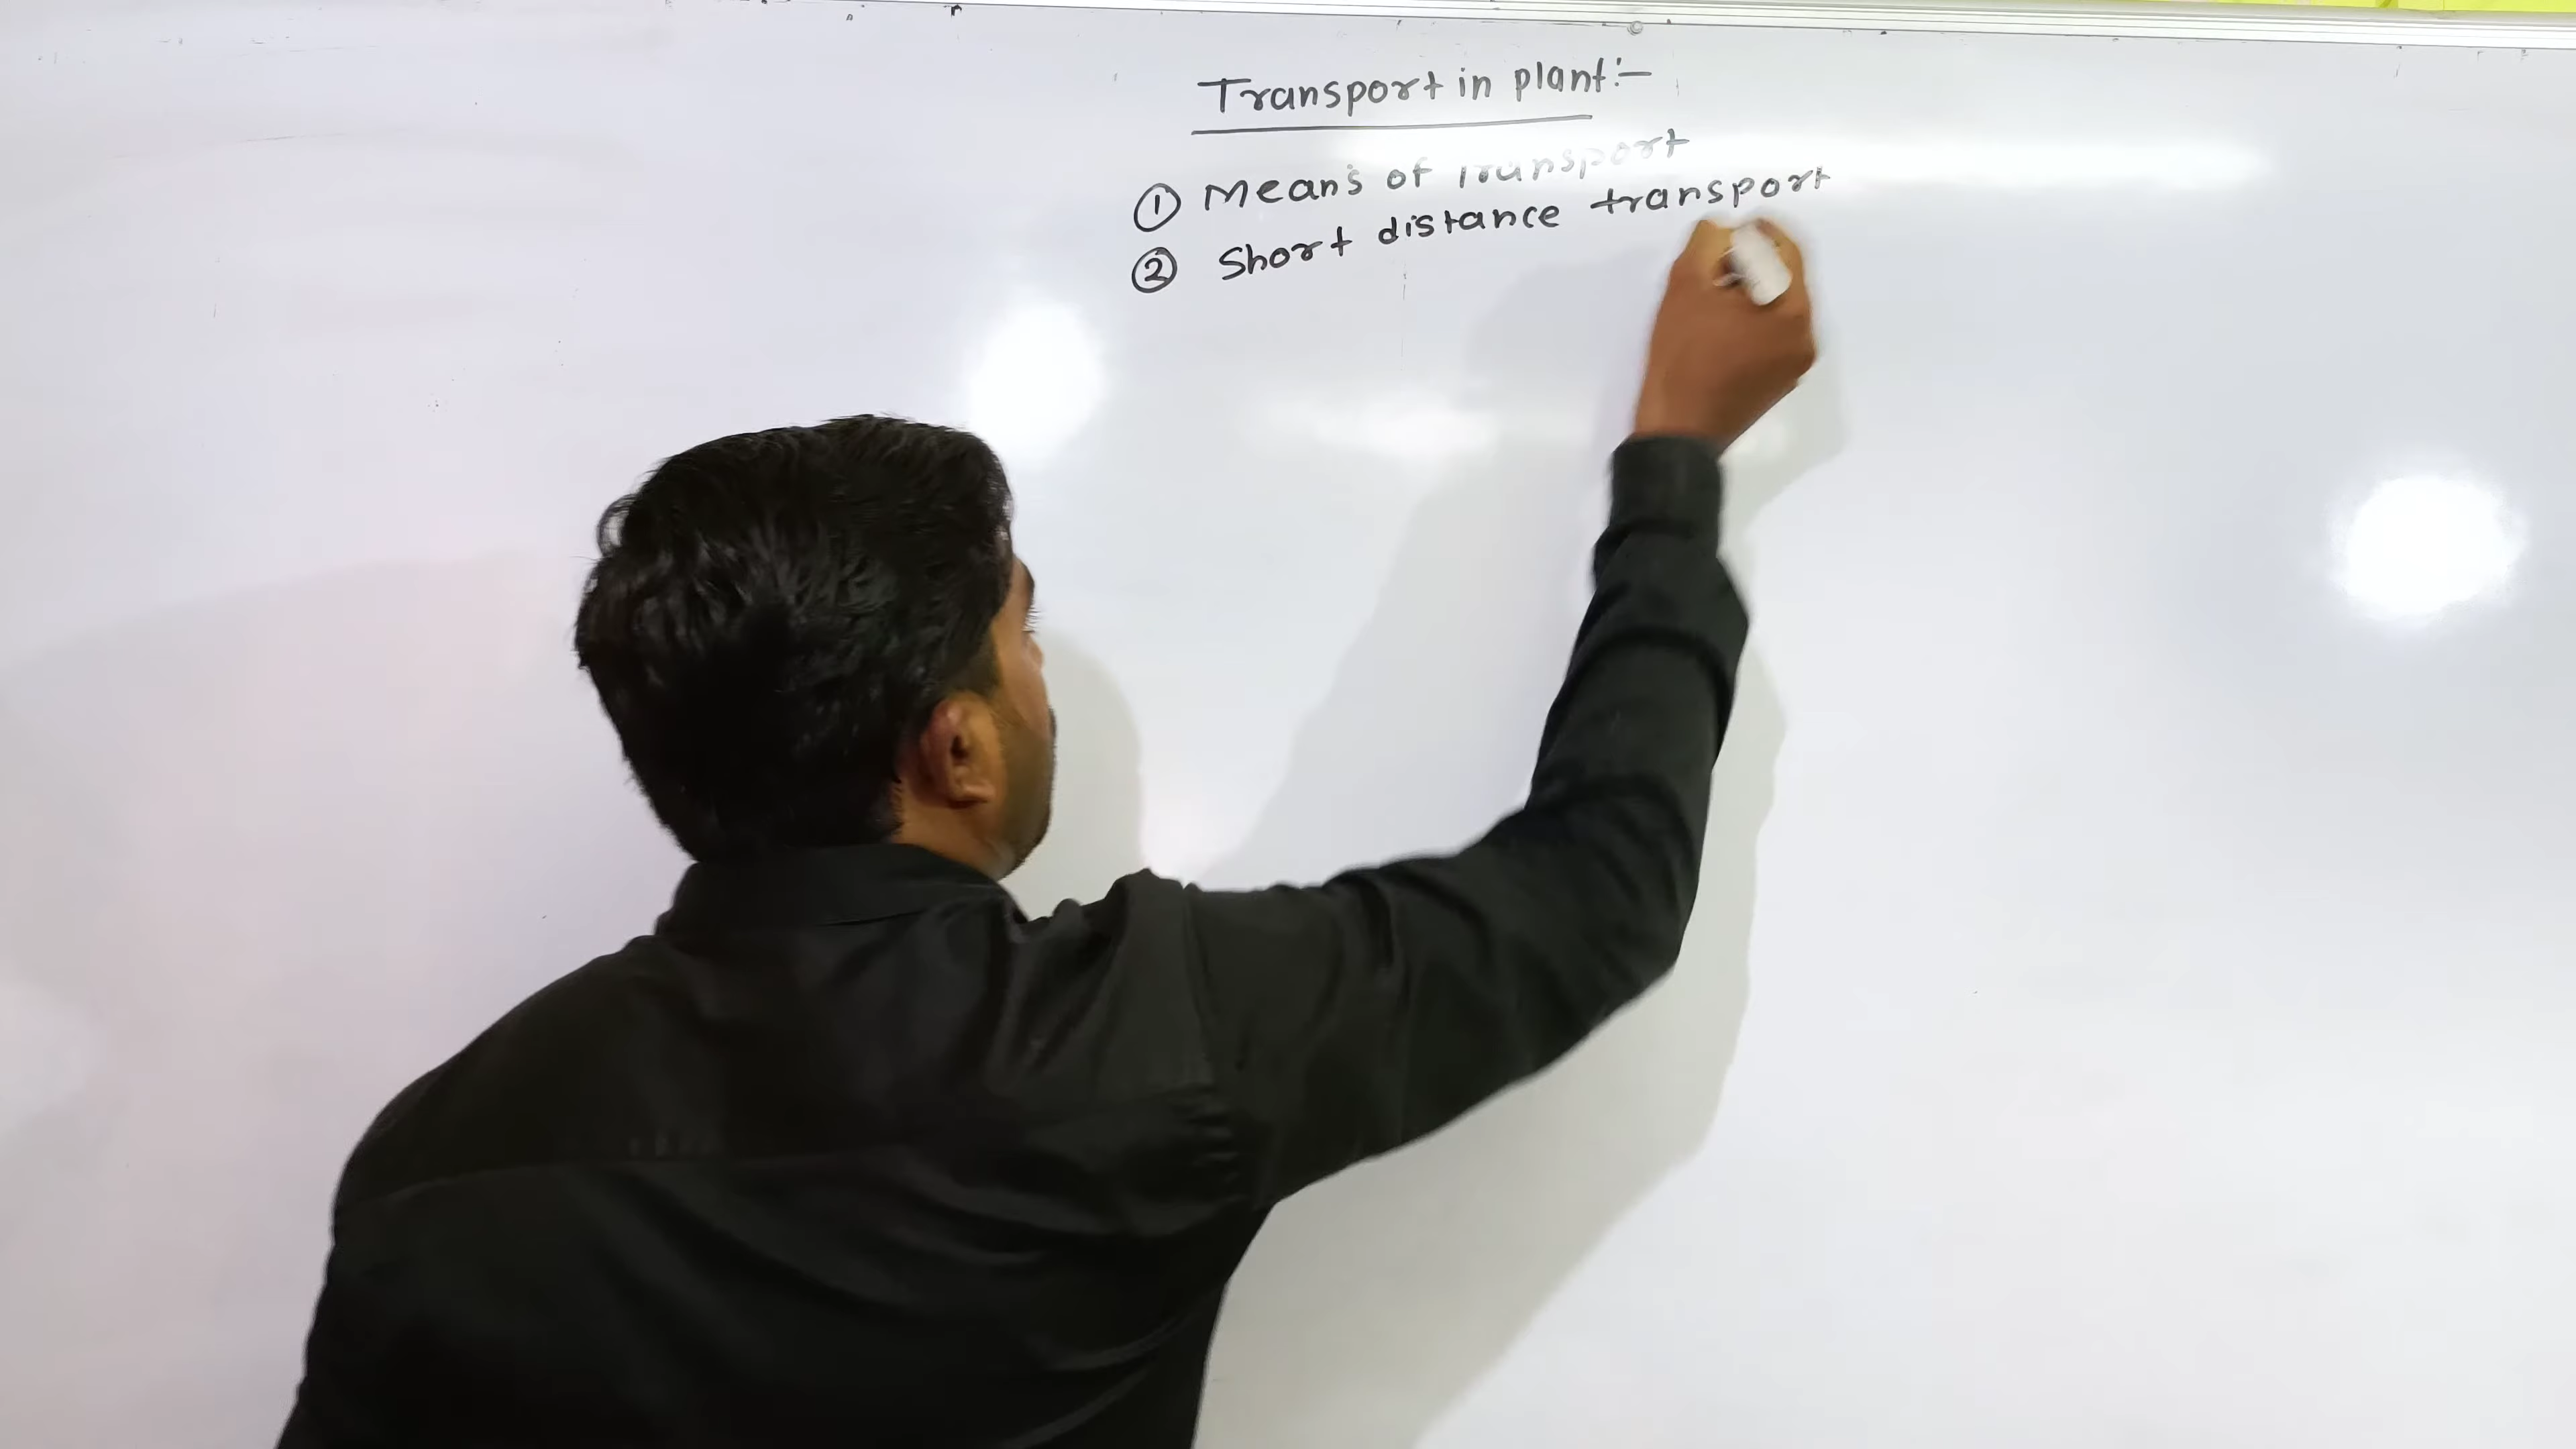 Transport in plant:-
① Means of transport
② Short distance transport